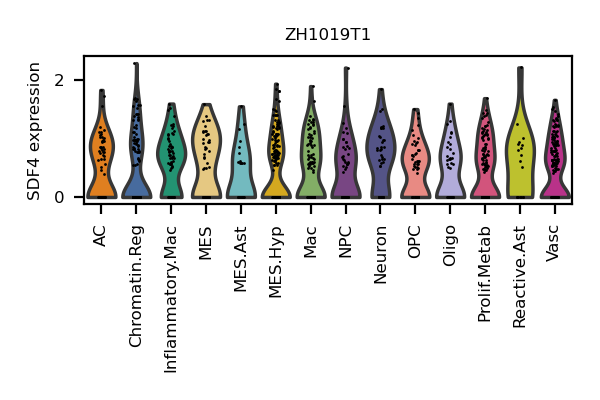 ZH1019T1
SDF4 expression
2
0
AC
Chromatin.Reg
Inflammatory.Mac
MES
MES.Ast
MES.Hyp
Mac
NPC
Neuron
OPC
Oligo
Prolif.Metab
Reactive.Ast
Vasc